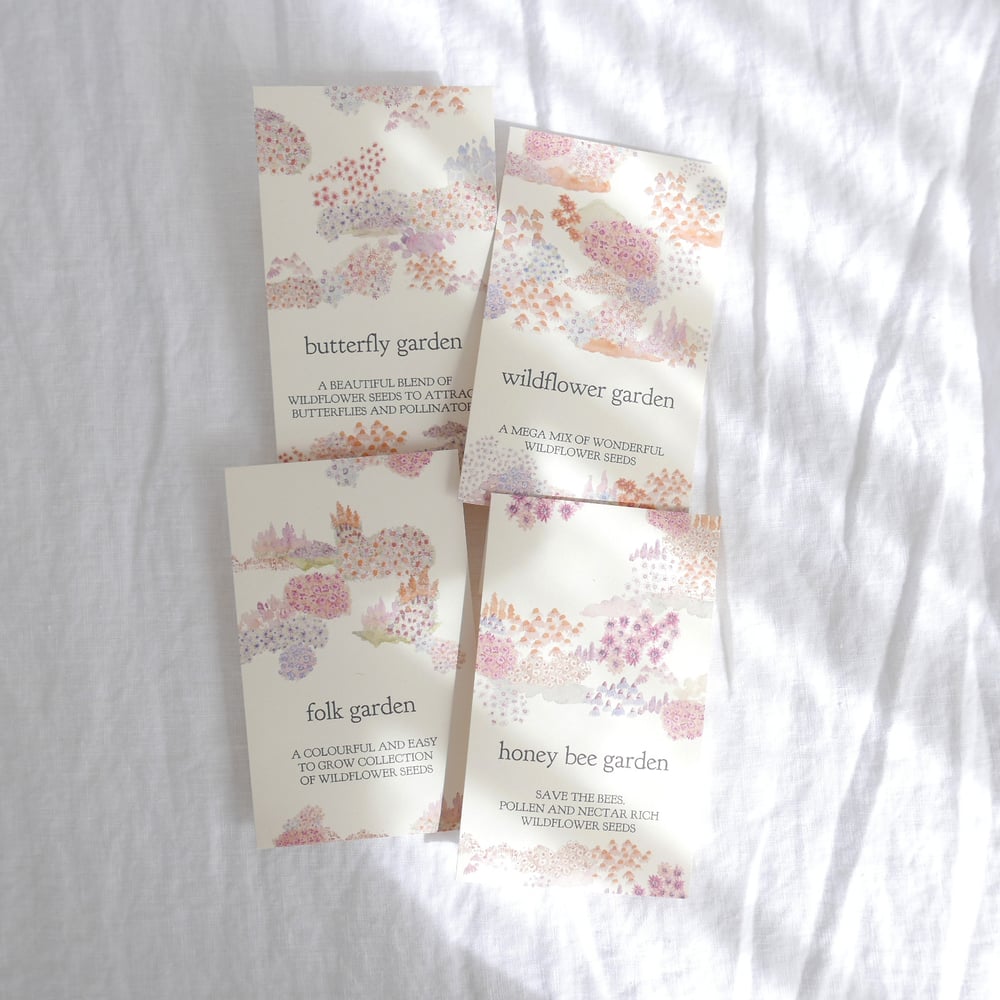 butterfly garden
A BEAUTIFUL BLEND OF
WILDFLOWER SEEDS TO
BUTTERFLIES AND
wildflower garden
A MEGA MIX OF WONDERFUL
WILDFLOWER SEEDS
folk garden
A COLOURFUL AND EASY
TO GROW COLLECTION
OF WILDFLOWER SEEDS
honey bee garden
SAVE THE BEES.
POLLEN AND NECTAR RICH
WILDFLOWER SEEDS